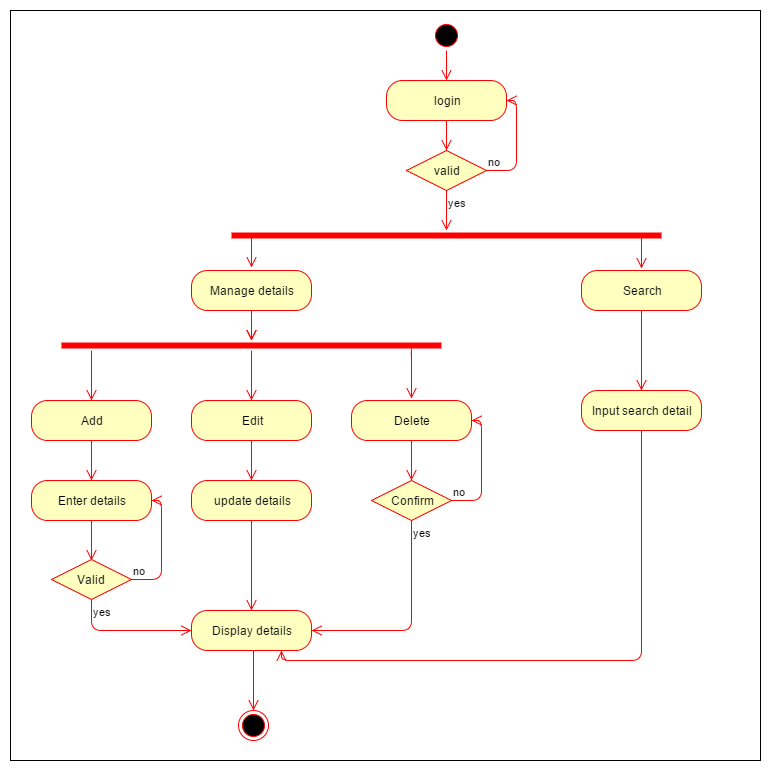 login
valid
no
yes
Manage details
Search
Add
Edit
Delete
Input search detail
Enter details
update details
Confirm
no
yes
Valid
no
yes
Display details